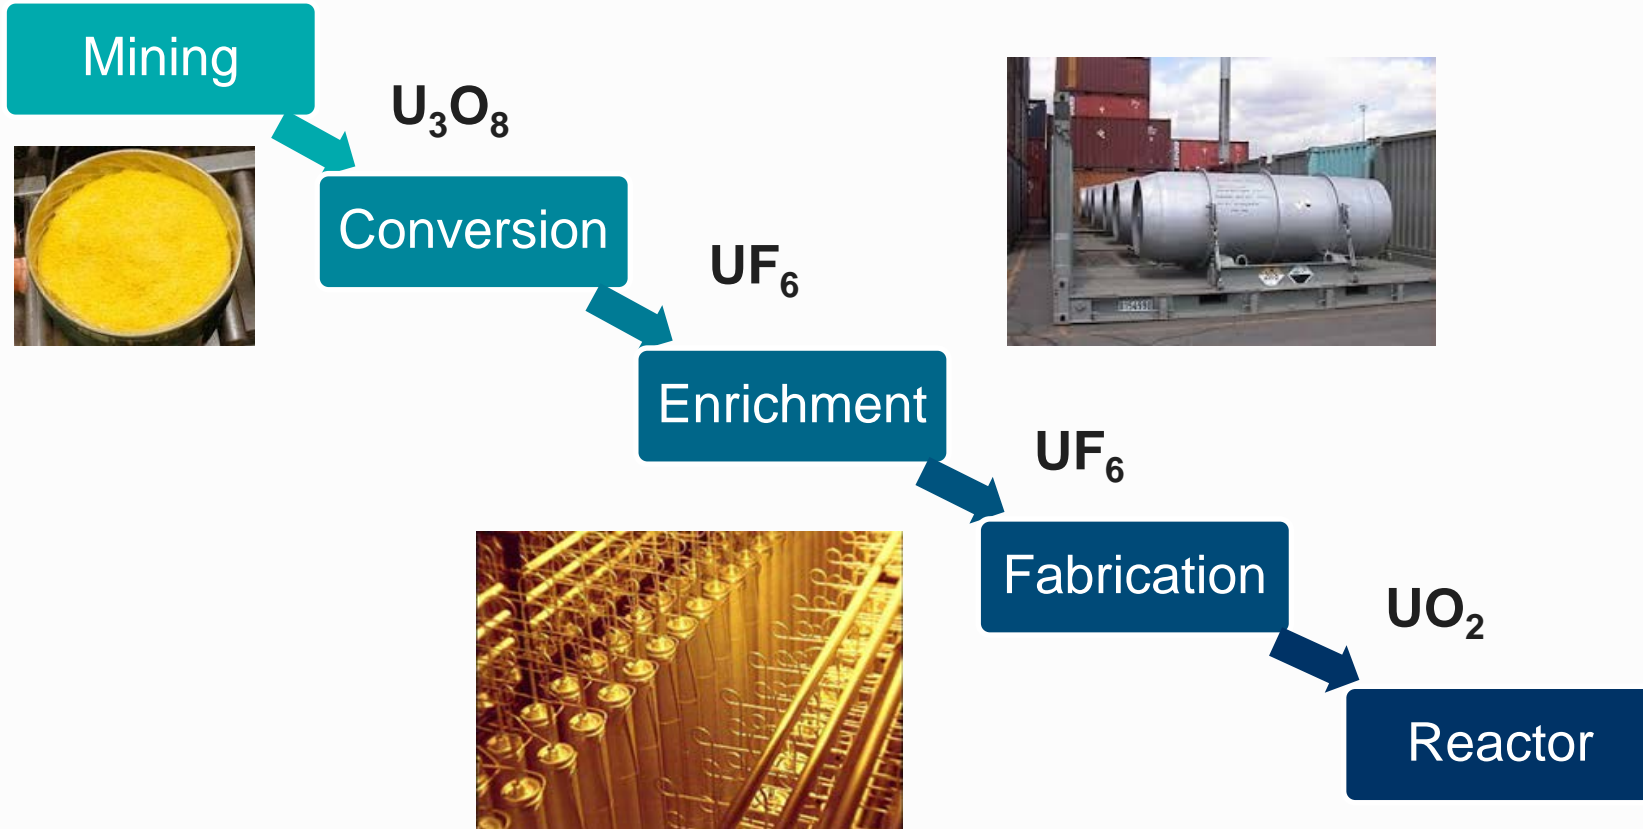 Mining
U₃O₈
Conversion
UF₆
Enrichment
UF₆
Fabrication
UO₂
Reactor